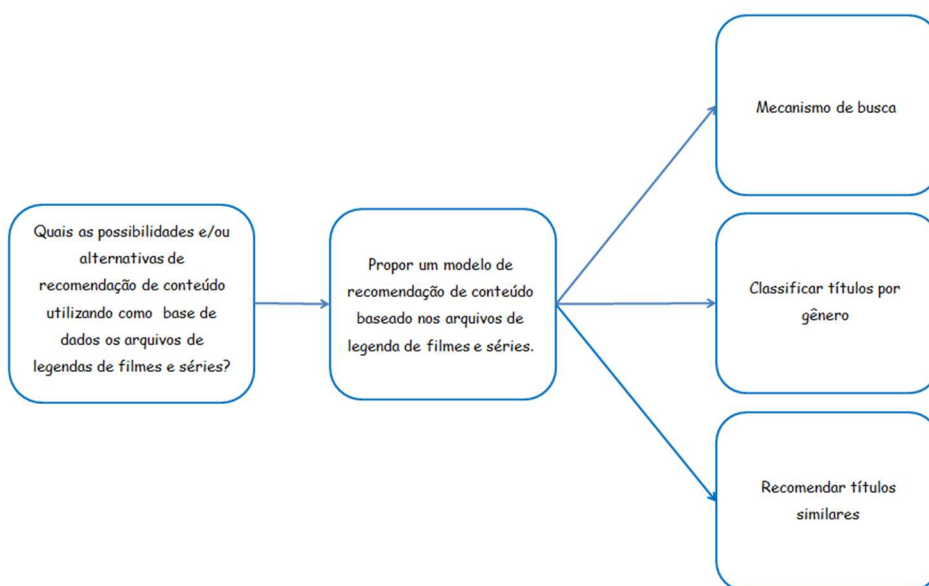 Quais as possibilidades e/ou
alternativas de
recomendação de conteúdo
utilizando como base de
dados os arquivos de
legendas de filmes e séries?
Propor um modelo de
recomendação de conteúdo
baseado nos arquivos de
legenda de filmes e séries.
Mecanismo de busca
Classificar títulos por
gênero
Recomendar títulos
similares